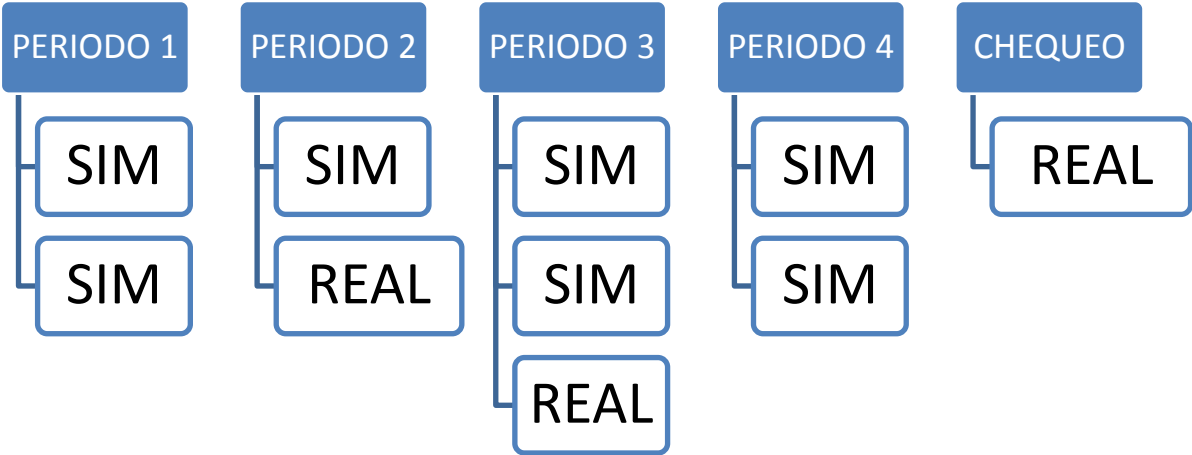 PERIODO 1
SIM
SIM
PERIODO 2
SIM
REAL
PERIODO 3
SIM
SIM
REAL
PERIODO 4
SIM
SIM
CHEQUEO
REAL